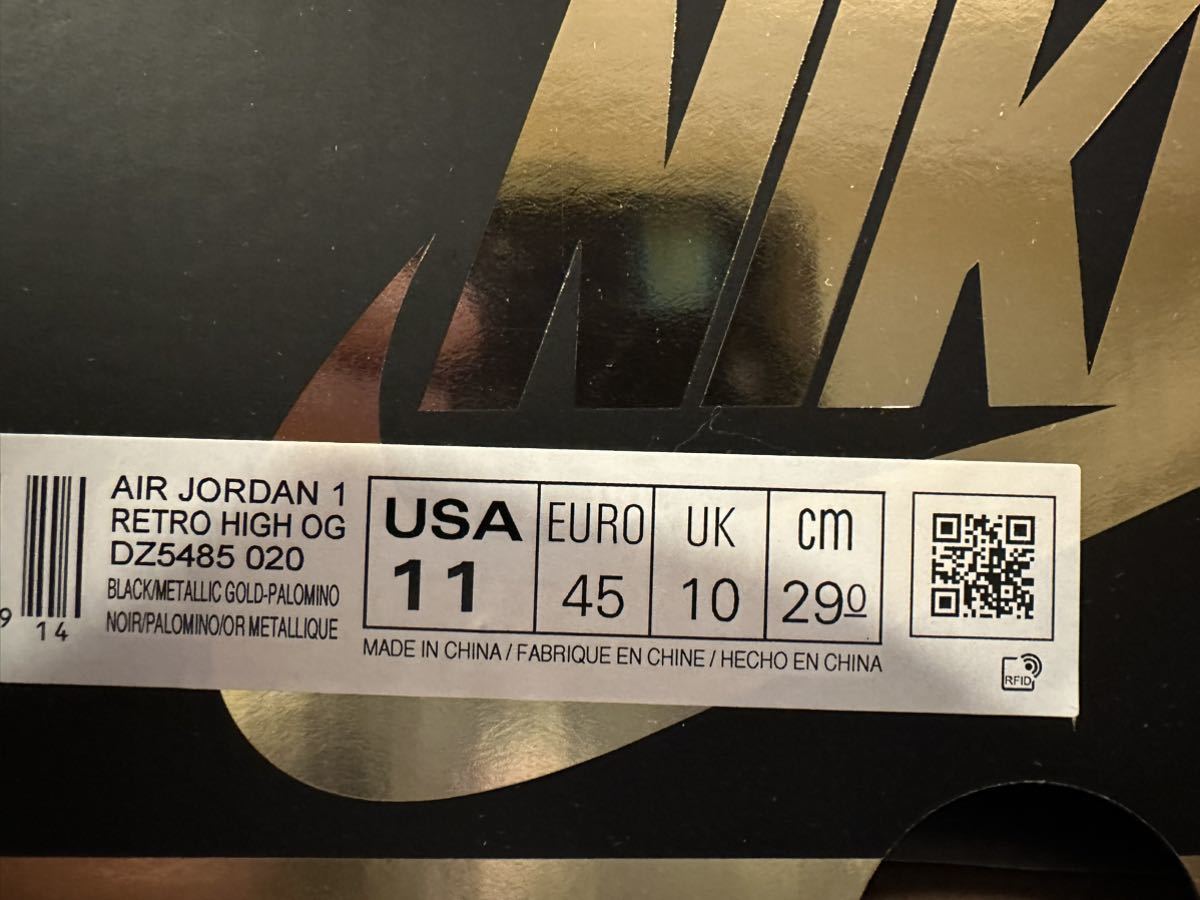 NIK
AIR JORDAN 1
RETRO HIGH OG
DZ5485 020
BLACK/METALLIC GOLD-PALOMINO
NOIR/PALOMINO/OR METALLIQUE
9 14
USA EURO UK cm
11 45 10 290
MADE IN CHINA / FABRIQUE EN CHINE / HECHO EN CHINA
RFID